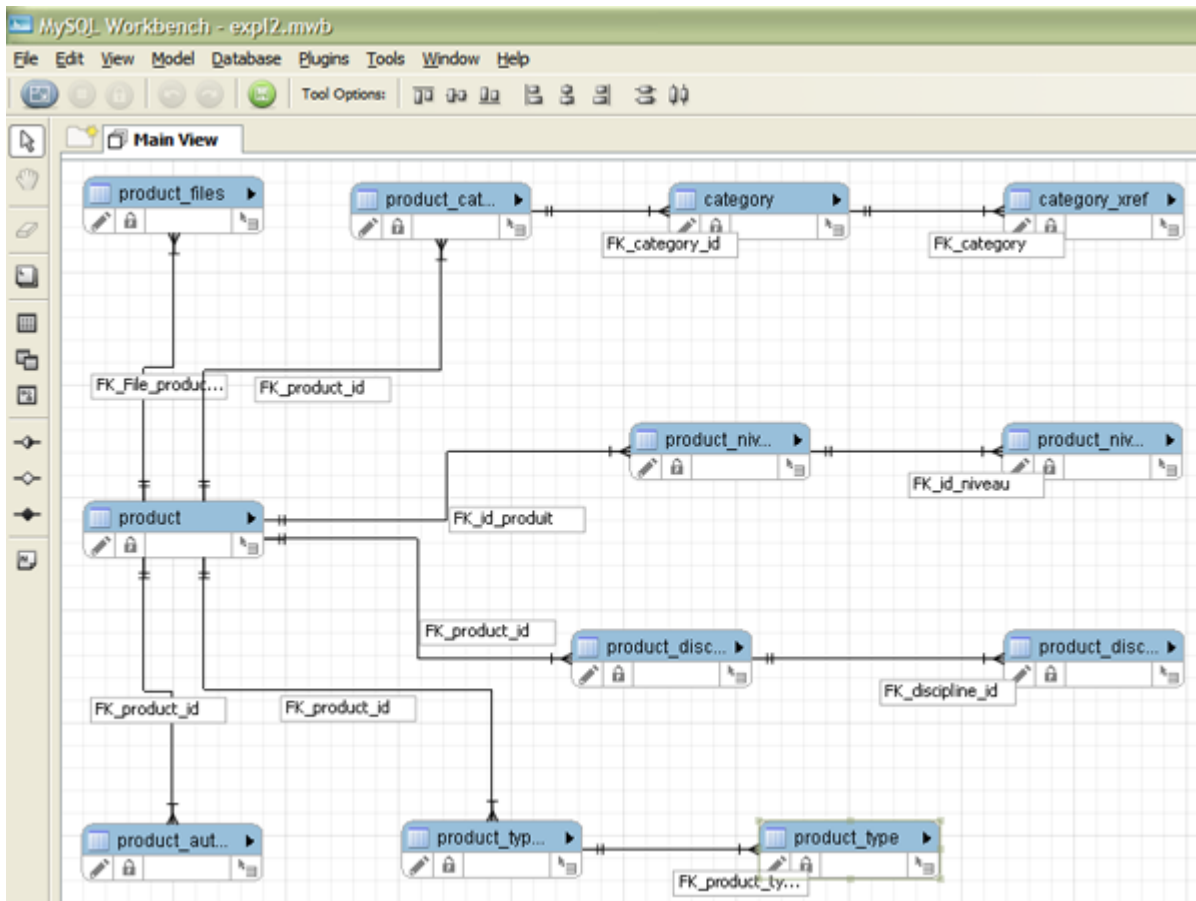 MySQL Workbench - expl2.mwb
File Edit View Model Database Plugins Tools Window Help
Tool Options:
Main View
product_files
product_cat...
category
category_xref
FK_category_id
FK_category
FK_File_produc...
FK_product_id
product_niv...
product_niv...
FK_id_niveau
product
FK_id_produit
FK_product_id
product_disc...
product_disc...
FK_discipline_id
FK_product_id
FK_product_id
product_aut...
product_typ...
product_type
FK_product_ty...